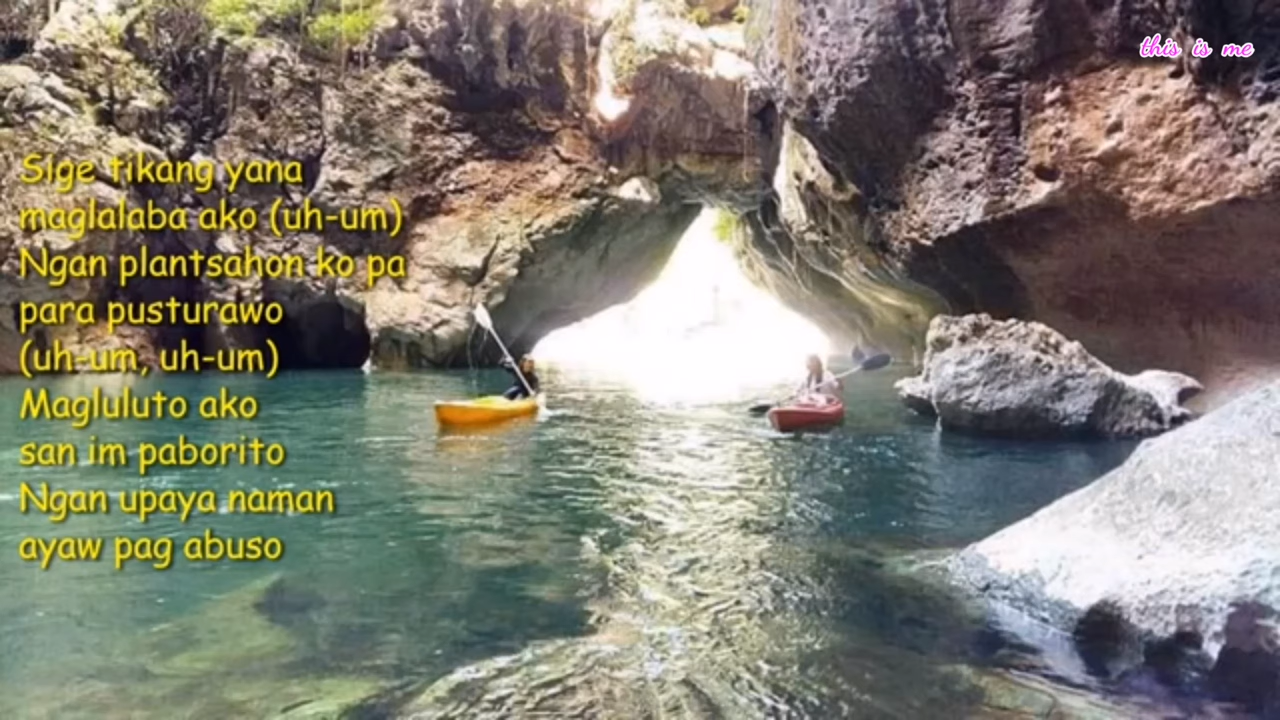 this is me
Sige tikang yana
maglalaba ako (uh-um)
Ngan plantsahon ko pa
para pusturawo
(uh-um, uh-um)
Magluluto ako
san im paborito
Ngan upaya naman
ayaw pag abuso